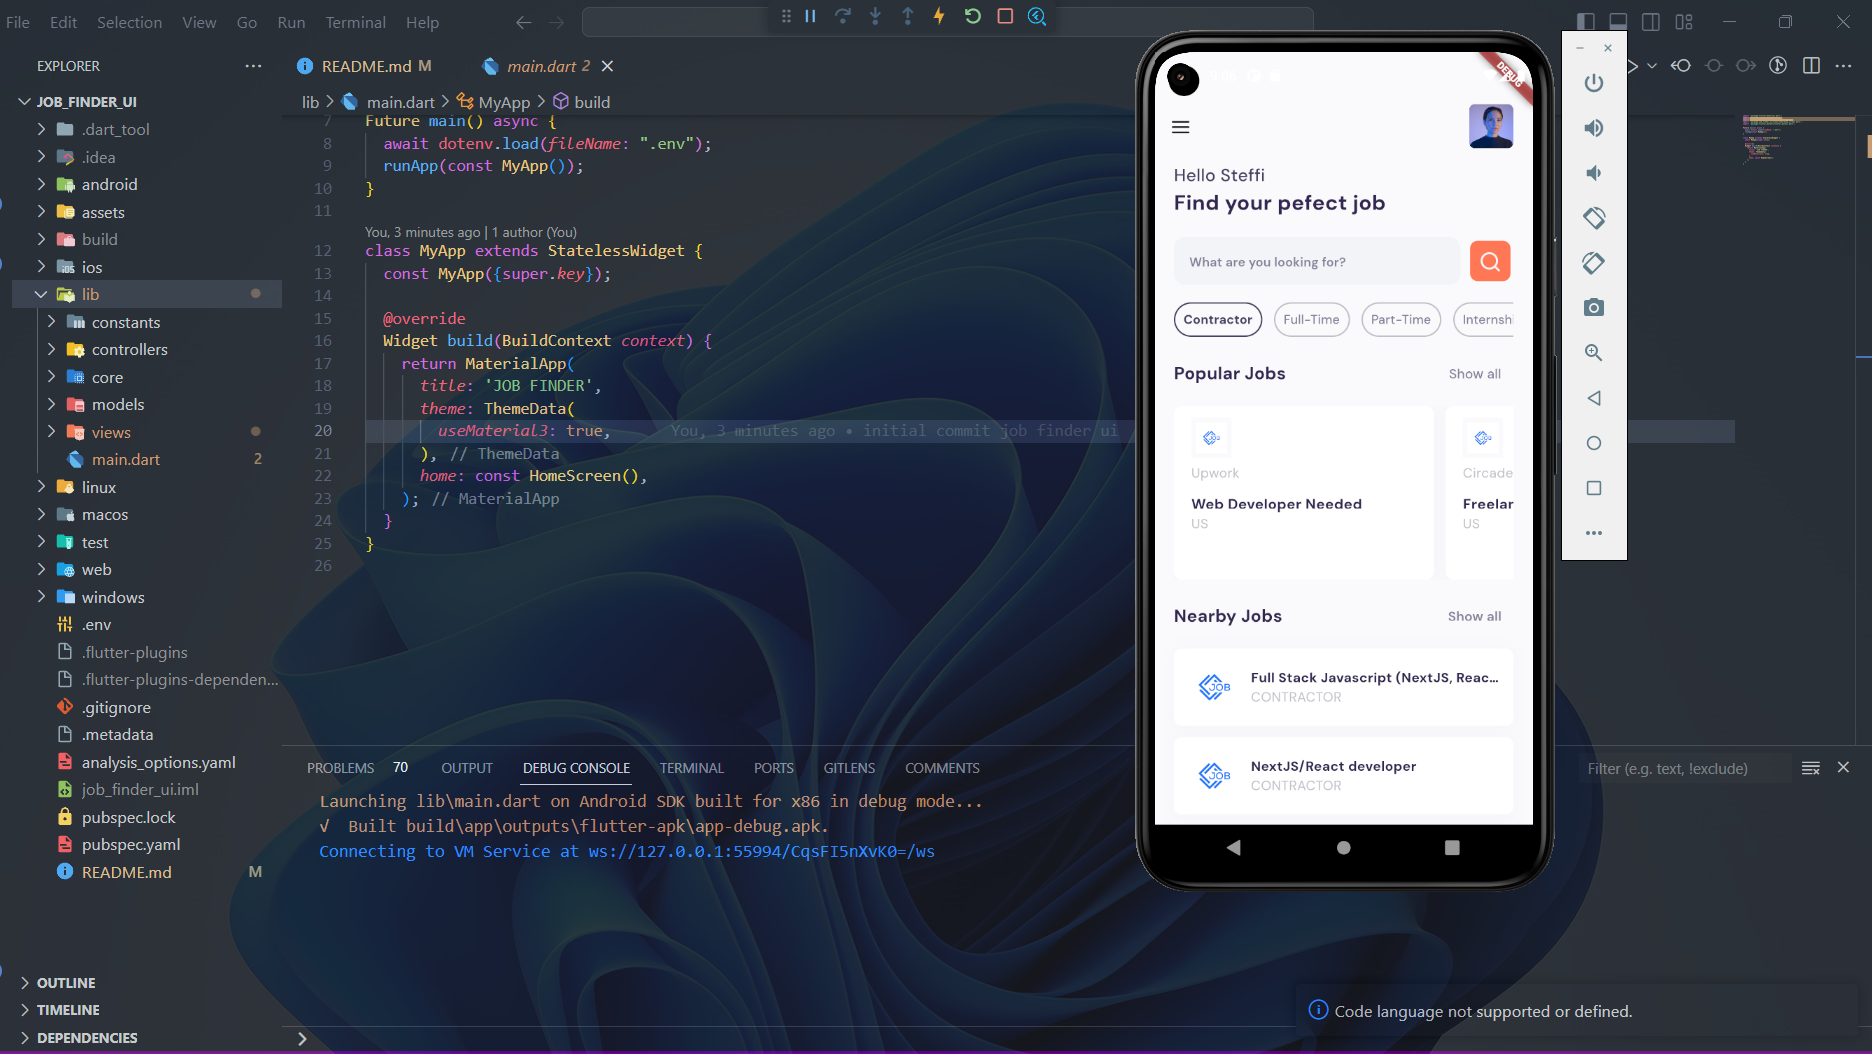 File Edit Selection View Go Run Terminal Help
EXPLORER
JOB_FINDER_UI
.dart_tool
.idea
android
assets
build
ios
lib
constants
controllers
core
models
views
main.dart 2
linux
macos
test
web
windows
.env
.flutter-plugins
.flutter-plugins-dependen...
.gitignore
.metadata
analysis_options.yaml
job_finder_ui.iml
pubspec.lock
pubspec.yaml
README.md M
OUTLINE
TIMELINE
DEPENDENCIES
README.md M main.dart 2
lib > main.dart > MyApp > build
7 Future main() async {
8 await dotenv.load(fileName: ".env");
9 runApp(const MyApp());
10 }
11
You, 3 minutes ago | 1 author (You)
12 class MyApp extends StatelessWidget {
13 const MyApp({super.key});
14
15 @override
16 Widget build(BuildContext context) {
17 return MaterialApp(
18 title: 'JOB FINDER',
19 theme: ThemeData(
20 useMaterial3: true, You, 3 minutes ago • initial commit job finder ui
21 ), // ThemeData
22 home: const HomeScreen(),
23 ); // MaterialApp
24 }
25 }
26
PROBLEMS 70 OUTPUT DEBUG CONSOLE TERMINAL PORTS GITLENS COMMENTS
Filter (e.g. text, !exclude)
Launching lib\main.dart on Android SDK built for x86 in debug mode...
√ Built build\app\outputs\flutter-apk\app-debug.apk.
Connecting to VM Service at ws://127.0.0.1:55994/CqsFI5nXvK0=/ws
DEBUG
Hello Steffi
Find your pefect job
What are you looking for?
Contractor Full-Time Part-Time Internshi
Popular Jobs Show all
JOB JOB
Upwork Circade
Web Developer Needed Freelar
US US
Nearby Jobs Show all
JOB
Full Stack Javascript (NextJS, Reac...
CONTRACTOR
JOB
NextJS/React developer
CONTRACTOR
Code language not supported or defined.